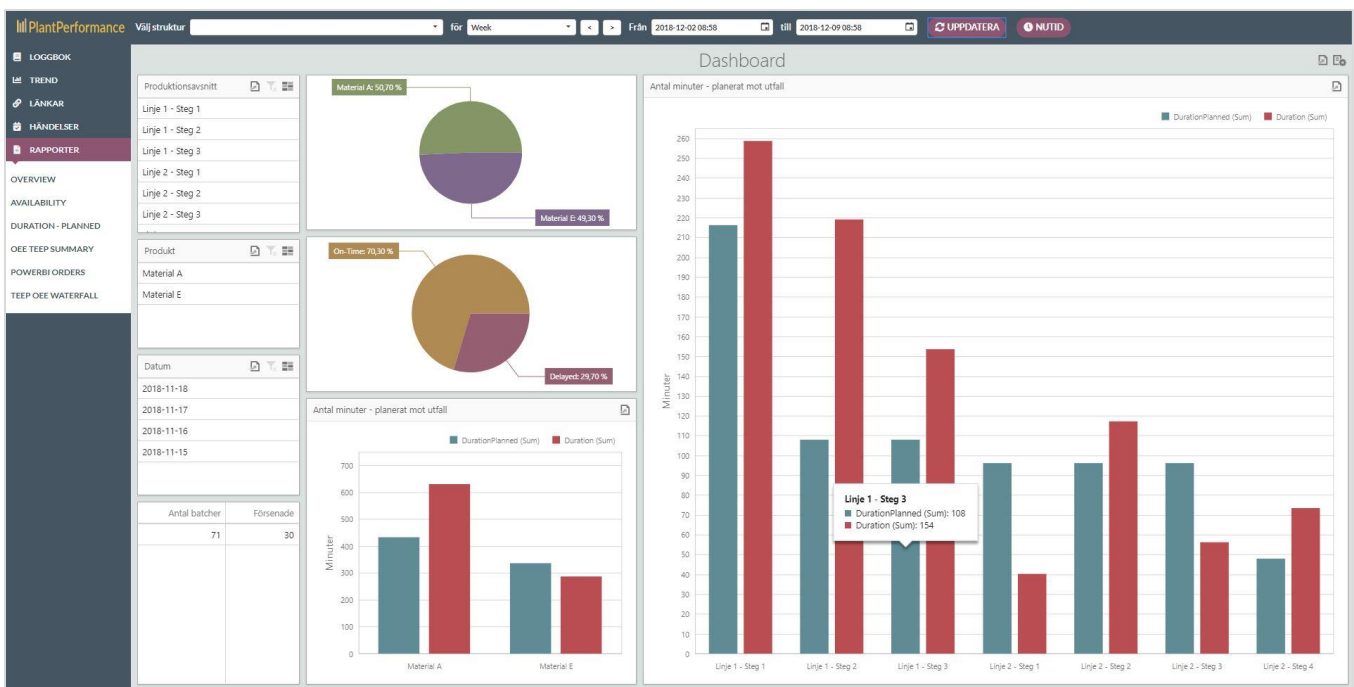 PlantPerformance Välj struktur för Week < > Från 2018-12-02 08:58 till 2018-12-09 08:58 UPPDATERA NUTID
LOGGBOK
TREND
LÄNKAR
HÄNDELSER
RAPPORTER
OVERVIEW
AVAILABILITY
DURATION - PLANNED
OEE TEEP SUMMARY
POWERBI ORDERS
TEEP OEE WATERFALL
Dashboard
Produktionsavsnitt
Linje 1 - Steg 1
Linje 1 - Steg 2
Linje 1 - Steg 3
Linje 2 - Steg 1
Linje 2 - Steg 2
Linje 2 - Steg 3
Produkt
Material A
Material E
Datum
2018-11-18
2018-11-17
2018-11-16
2018-11-15
Antal batcher Försenade
71 30
Material A: 50,70 %
Material E: 49,30 %
On-Time: 70,30 %
Delayed: 29,70 %
Antal minuter - planerat mot utfall
DurationPlanned (Sum) Duration (Sum)
700
600
500
400
300
200
100
0
Minuter
Material A Material E
Antal minuter - planerat mot utfall
DurationPlanned (Sum) Duration (Sum)
260
250
240
230
220
210
200
190
180
170
160
150
140
130
120
110
100
90
80
70
60
50
40
30
20
10
0
Minuter
Linje 1 - Steg 3
DurationPlanned (Sum): 108
Duration (Sum): 154
Linje 1 - Steg 1 Linje 1 - Steg 2 Linje 1 - Steg 3 Linje 2 - Steg 1 Linje 2 - Steg 2 Linje 2 - Steg 3 Linje 2 - Steg 4